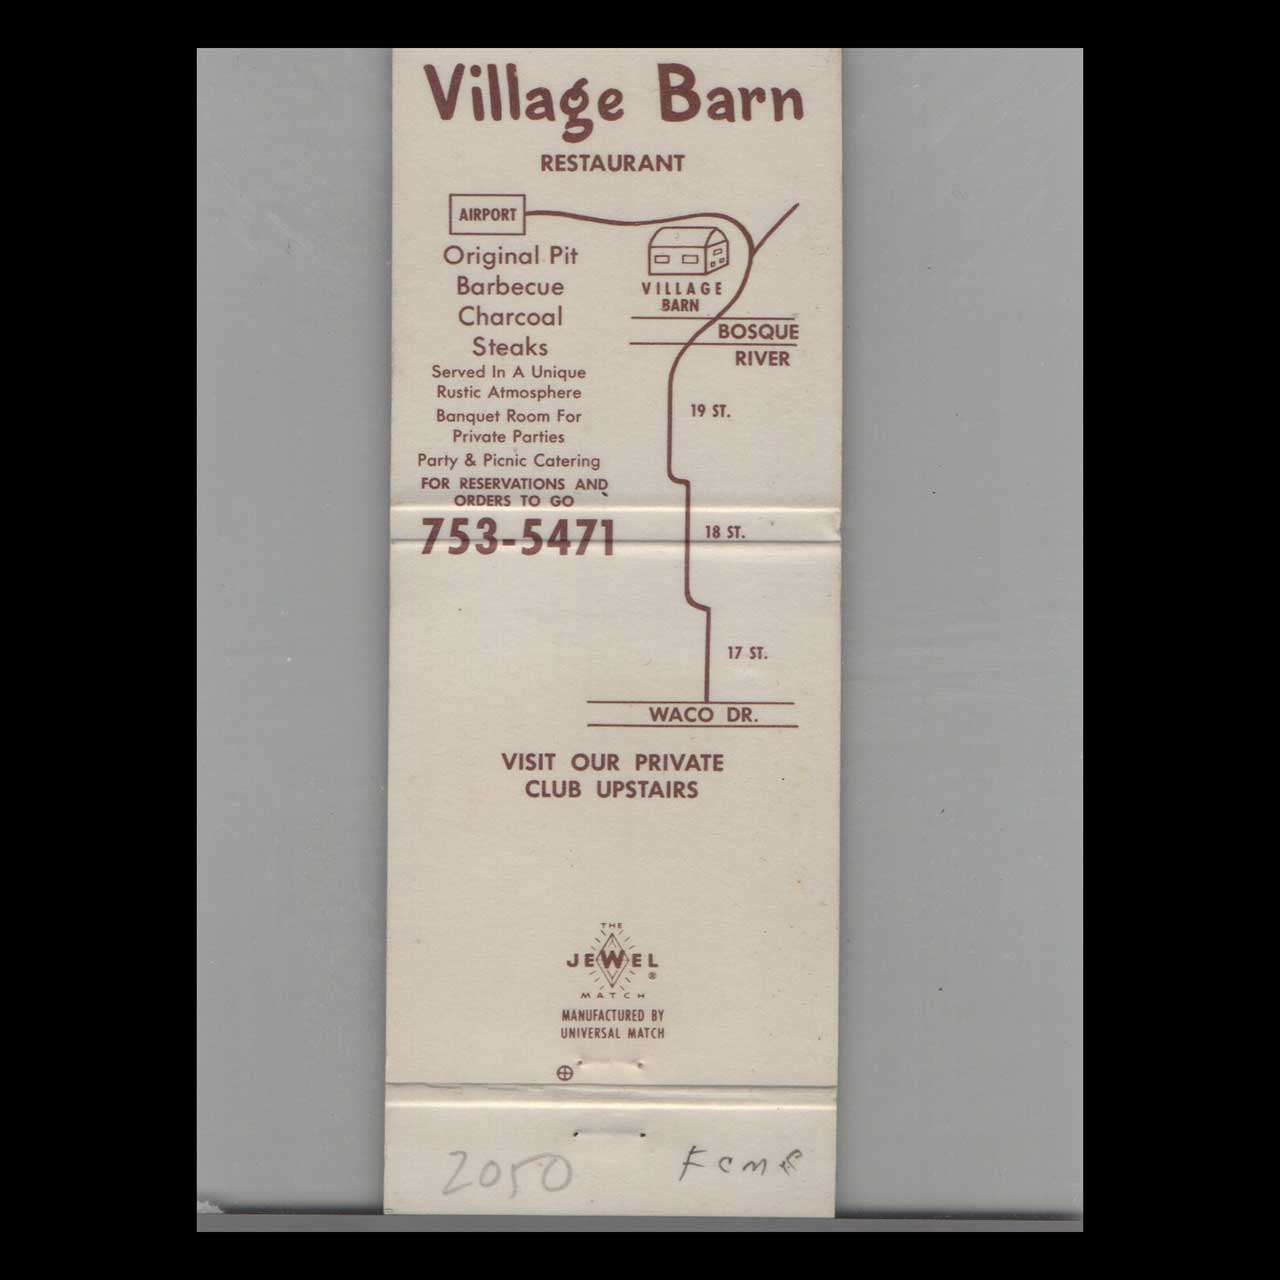 Village Barn
RESTAURANT
AIRPORT
Original Pit
Barbecue
Charcoal
Steaks
Served In A Unique
Rustic Atmosphere
Banquet Room For
Private Parties
Party & Picnic Catering
FOR RESERVATIONS AND
ORDERS TO GO
753-5471
VILLAGE
BARN
BOSQUE
RIVER
19 ST.
18 ST.
17 ST.
WACO DR.
VISIT OUR PRIVATE
CLUB UPSTAIRS
THE
JEWEL
®
MATCH
MANUFACTURED BY
UNIVERSAL MATCH
2050